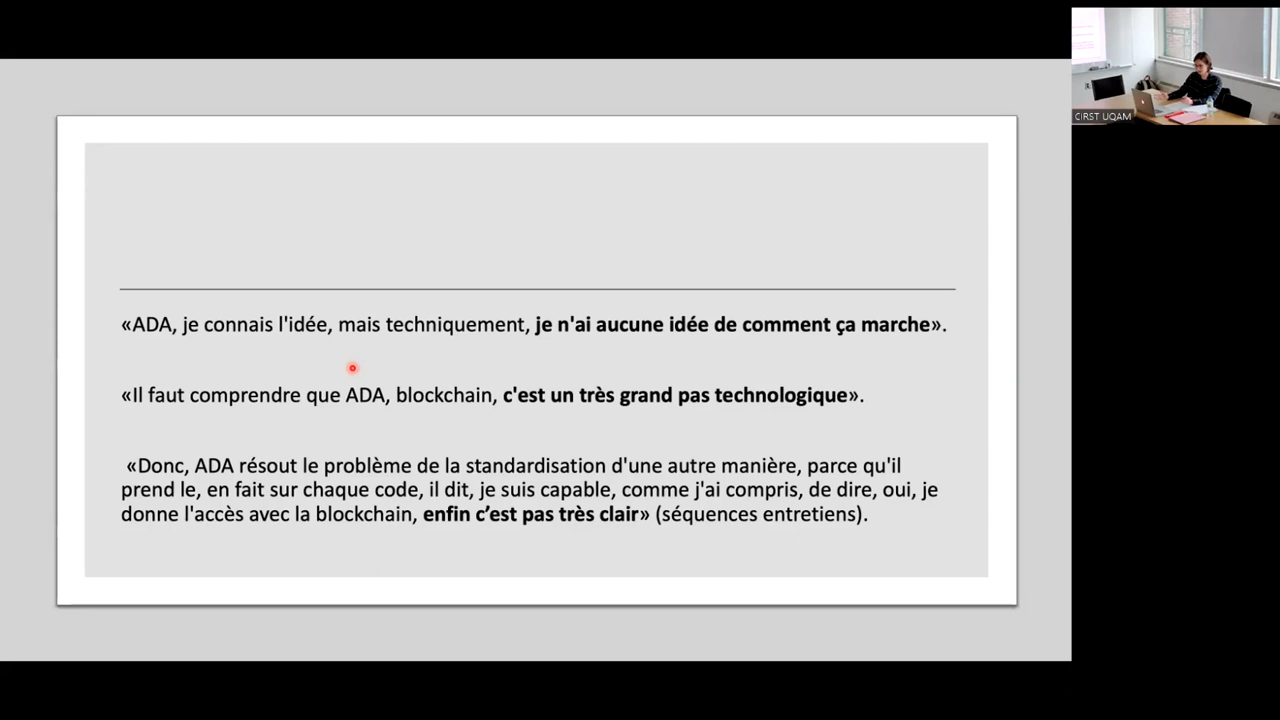 CIRST UQAM
«ADA, je connais l'idée, mais techniquement, je n'ai aucune idée de comment ça marche».
«Il faut comprendre que ADA, blockchain, c'est un très grand pas technologique».
«Donc, ADA résout le problème de la standardisation d'une autre manière, parce qu'il
prend le, en fait sur chaque code, il dit, je suis capable, comme j'ai compris, de dire, oui, je
donne l'accès avec la blockchain, enfin c’est pas très clair» (séquences entretiens).